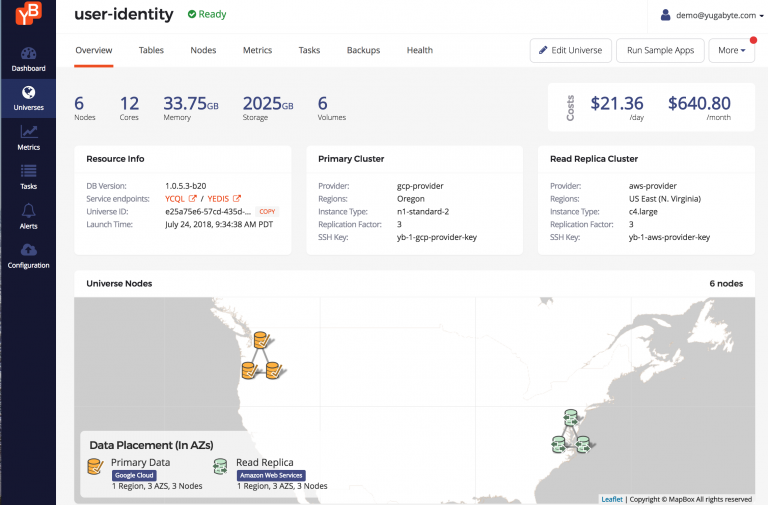 YB
user-identity
Ready
demo@yugabyte.com
Overview
Tables
Nodes
Metrics
Tasks
Backups
Health
Edit Universe
Run Sample Apps
More
Dashboard
Universes
Metrics
Tasks
Alerts
Configuration
6
Nodes
12
Cores
33.75GB
Memory
2025GB
Storage
6
Volumes
Costs
$21.36
/day
$640.80
/month
Resource Info
DB Version: 1.0.5.3-b20
Service endpoints: YCQL / YEDIS
Universe ID: e25a75e6-57cd-435d-... COPY
Launch Time: July 24, 2018, 9:34:38 AM PDT
Primary Cluster
Provider: gcp-provider
Regions: Oregon
Instance Type: n1-standard-2
Replication Factor: 3
SSH Key: yb-1-gcp-provider-key
Read Replica Cluster
Provider: aws-provider
Regions: US East (N. Virginia)
Instance Type: c4.large
Replication Factor: 3
SSH Key: yb-1-aws-provider-key
Universe Nodes
6 nodes
Data Placement (In AZs)
Primary Data
Google Cloud
1 Region, 3 AZS, 3 Nodes
Read Replica
Amazon Web Services
1 Region, 3 AZS, 3 Nodes
Leaflet | Copyright © MapBox All rights reserved